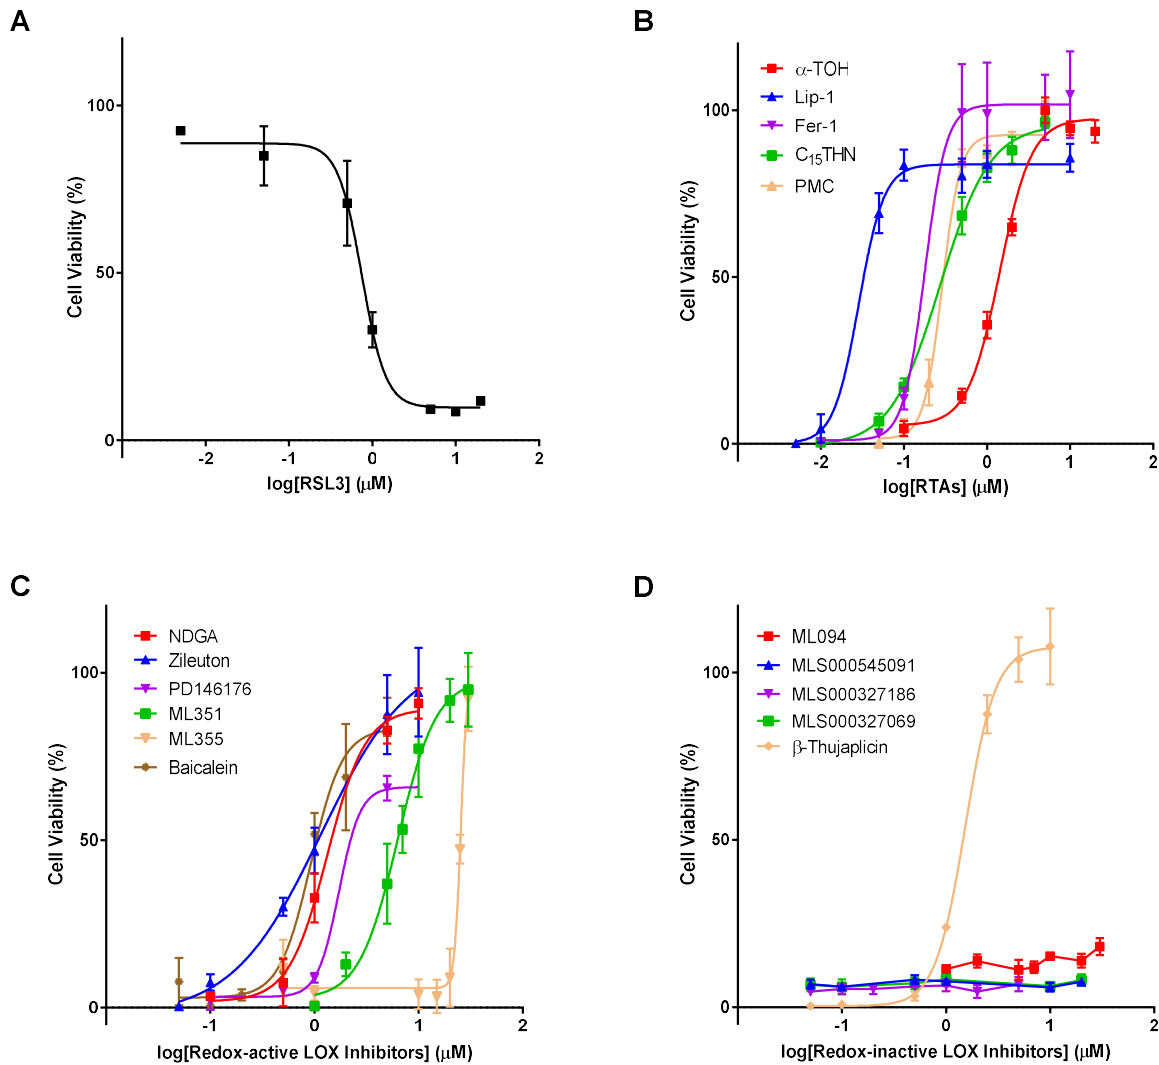 A
100
50
0
Cell Viability (%)
-2 -1 0 1 2
log[RSL3] (μM)
B
α-TOH
Lip-1
Fer-1
C₁₅THN
PMC
100
50
0
Cell Viability (%)
-2 -1 0 1 2
log[RTAs] (μM)
C
NDGA
Zileuton
PD146176
ML351
ML355
Baicalein
100
50
0
Cell Viability (%)
-1 0 1 2
log[Redox-active LOX Inhibitors] (μM)
D
ML094
MLS000545091
MLS000327186
MLS000327069
β-Thujaplicin
100
50
0
Cell Viability (%)
-1 0 1 2
log[Redox-inactive LOX Inhibitors] (μM)